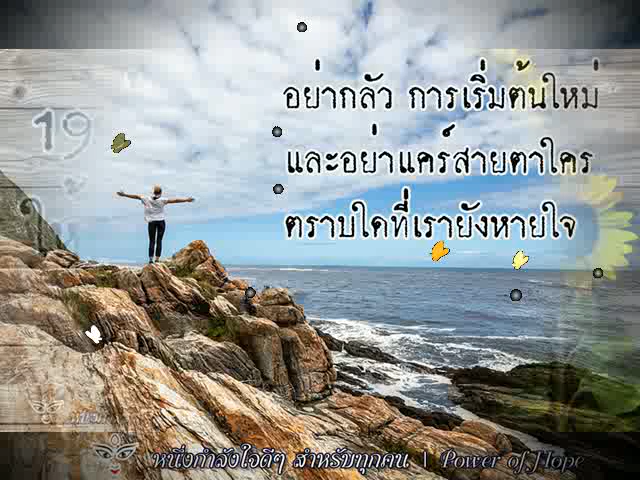 อย่ากลัว การเริ่มต้นใหม่
19
และอย่าแคร์สายตาใคร
ตราบใดที่เรายังหายใจ
หนึ่งกำลังใจดีๆ สำหรับทุกคน | Power of Hope